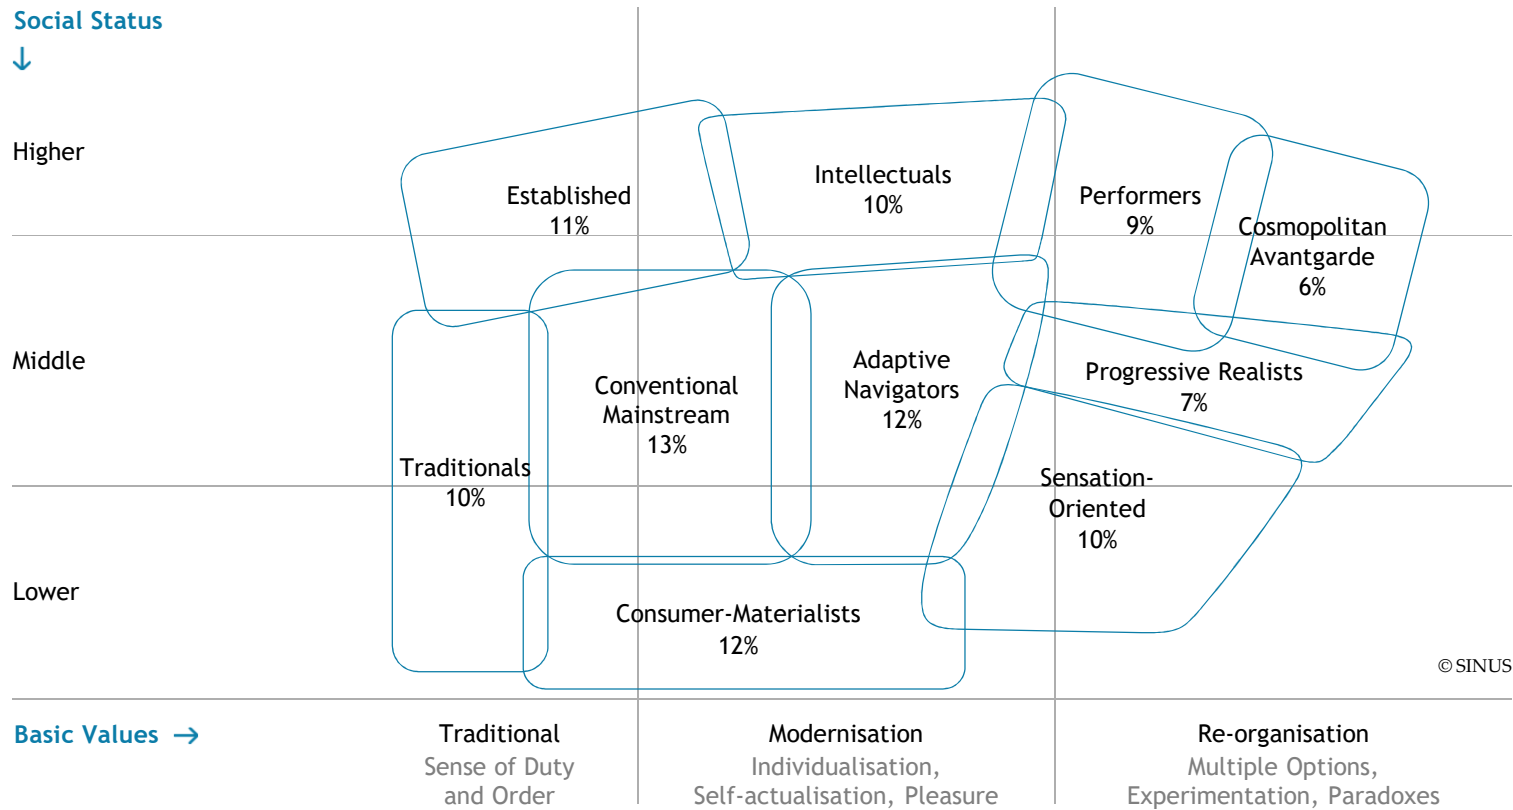 Social Status
↓
Higher
Established
11%
Intellectuals
10%
Performers
9%
Cosmopolitan
Avantgarde
6%
Middle
Traditionals
10%
Conventional
Mainstream
13%
Adaptive
Navigators
12%
Progressive Realists
7%
Sensation-
Oriented
10%
Lower
Consumer-Materialists
12%
© SINUS
Basic Values →
Traditional
Sense of Duty
and Order
Modernisation
Individualisation,
Self-actualisation, Pleasure
Re-organisation
Multiple Options,
Experimentation, Paradoxes